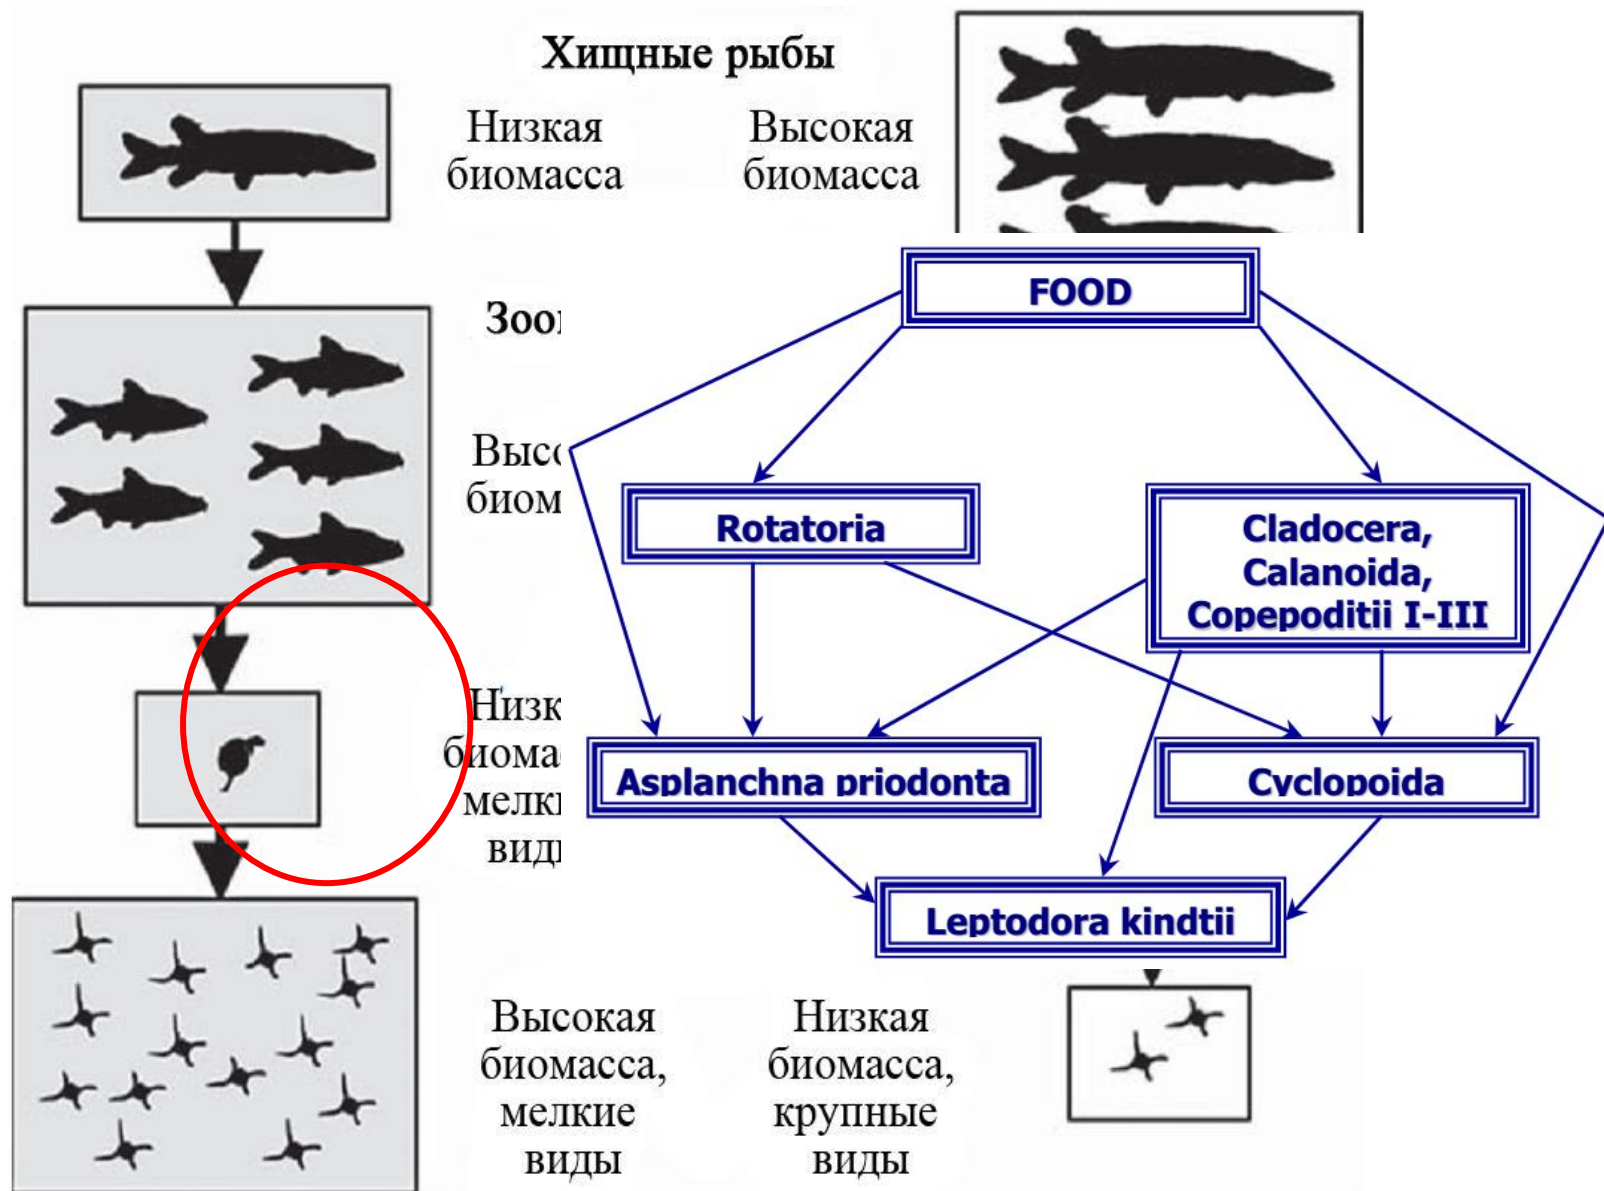 Хищные рыбы
Низкая
биомасса
Высокая
биомасса
FOOD
Rotatoria
Cladocera,
Calanoida,
Copepoditii I-III
Asplanchna priodonta
Cyclopoida
Leptodora kindtii
Высокая
биомасса,
мелкие
виды
Низкая
биомасса,
крупные
виды